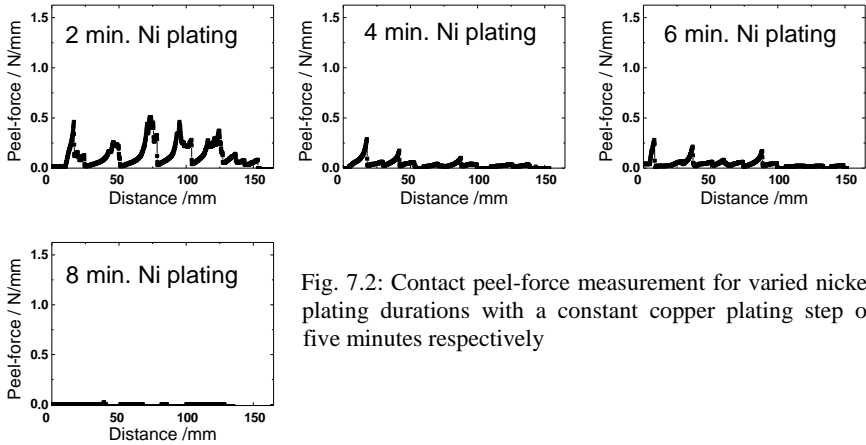 2 min. Ni plating
Peel-force / N/mm
1.5
1.0
0.5
0.0
0
50
100
150
Distance /mm
4 min. Ni plating
Peel-force / N/mm
1.5
1.0
0.5
0.0
0
50
100
150
Distance /mm
6 min. Ni plating
Peel-force / N/mm
1.5
1.0
0.5
0.0
0
50
100
150
Distance /mm
8 min. Ni plating
Peel-force / N/mm
1.5
1.0
0.5
0.0
0
50
100
150
Distance /mm
Fig. 7.2: Contact peel-force measurement for varied nicke
plating durations with a constant copper plating step o
five minutes respectively